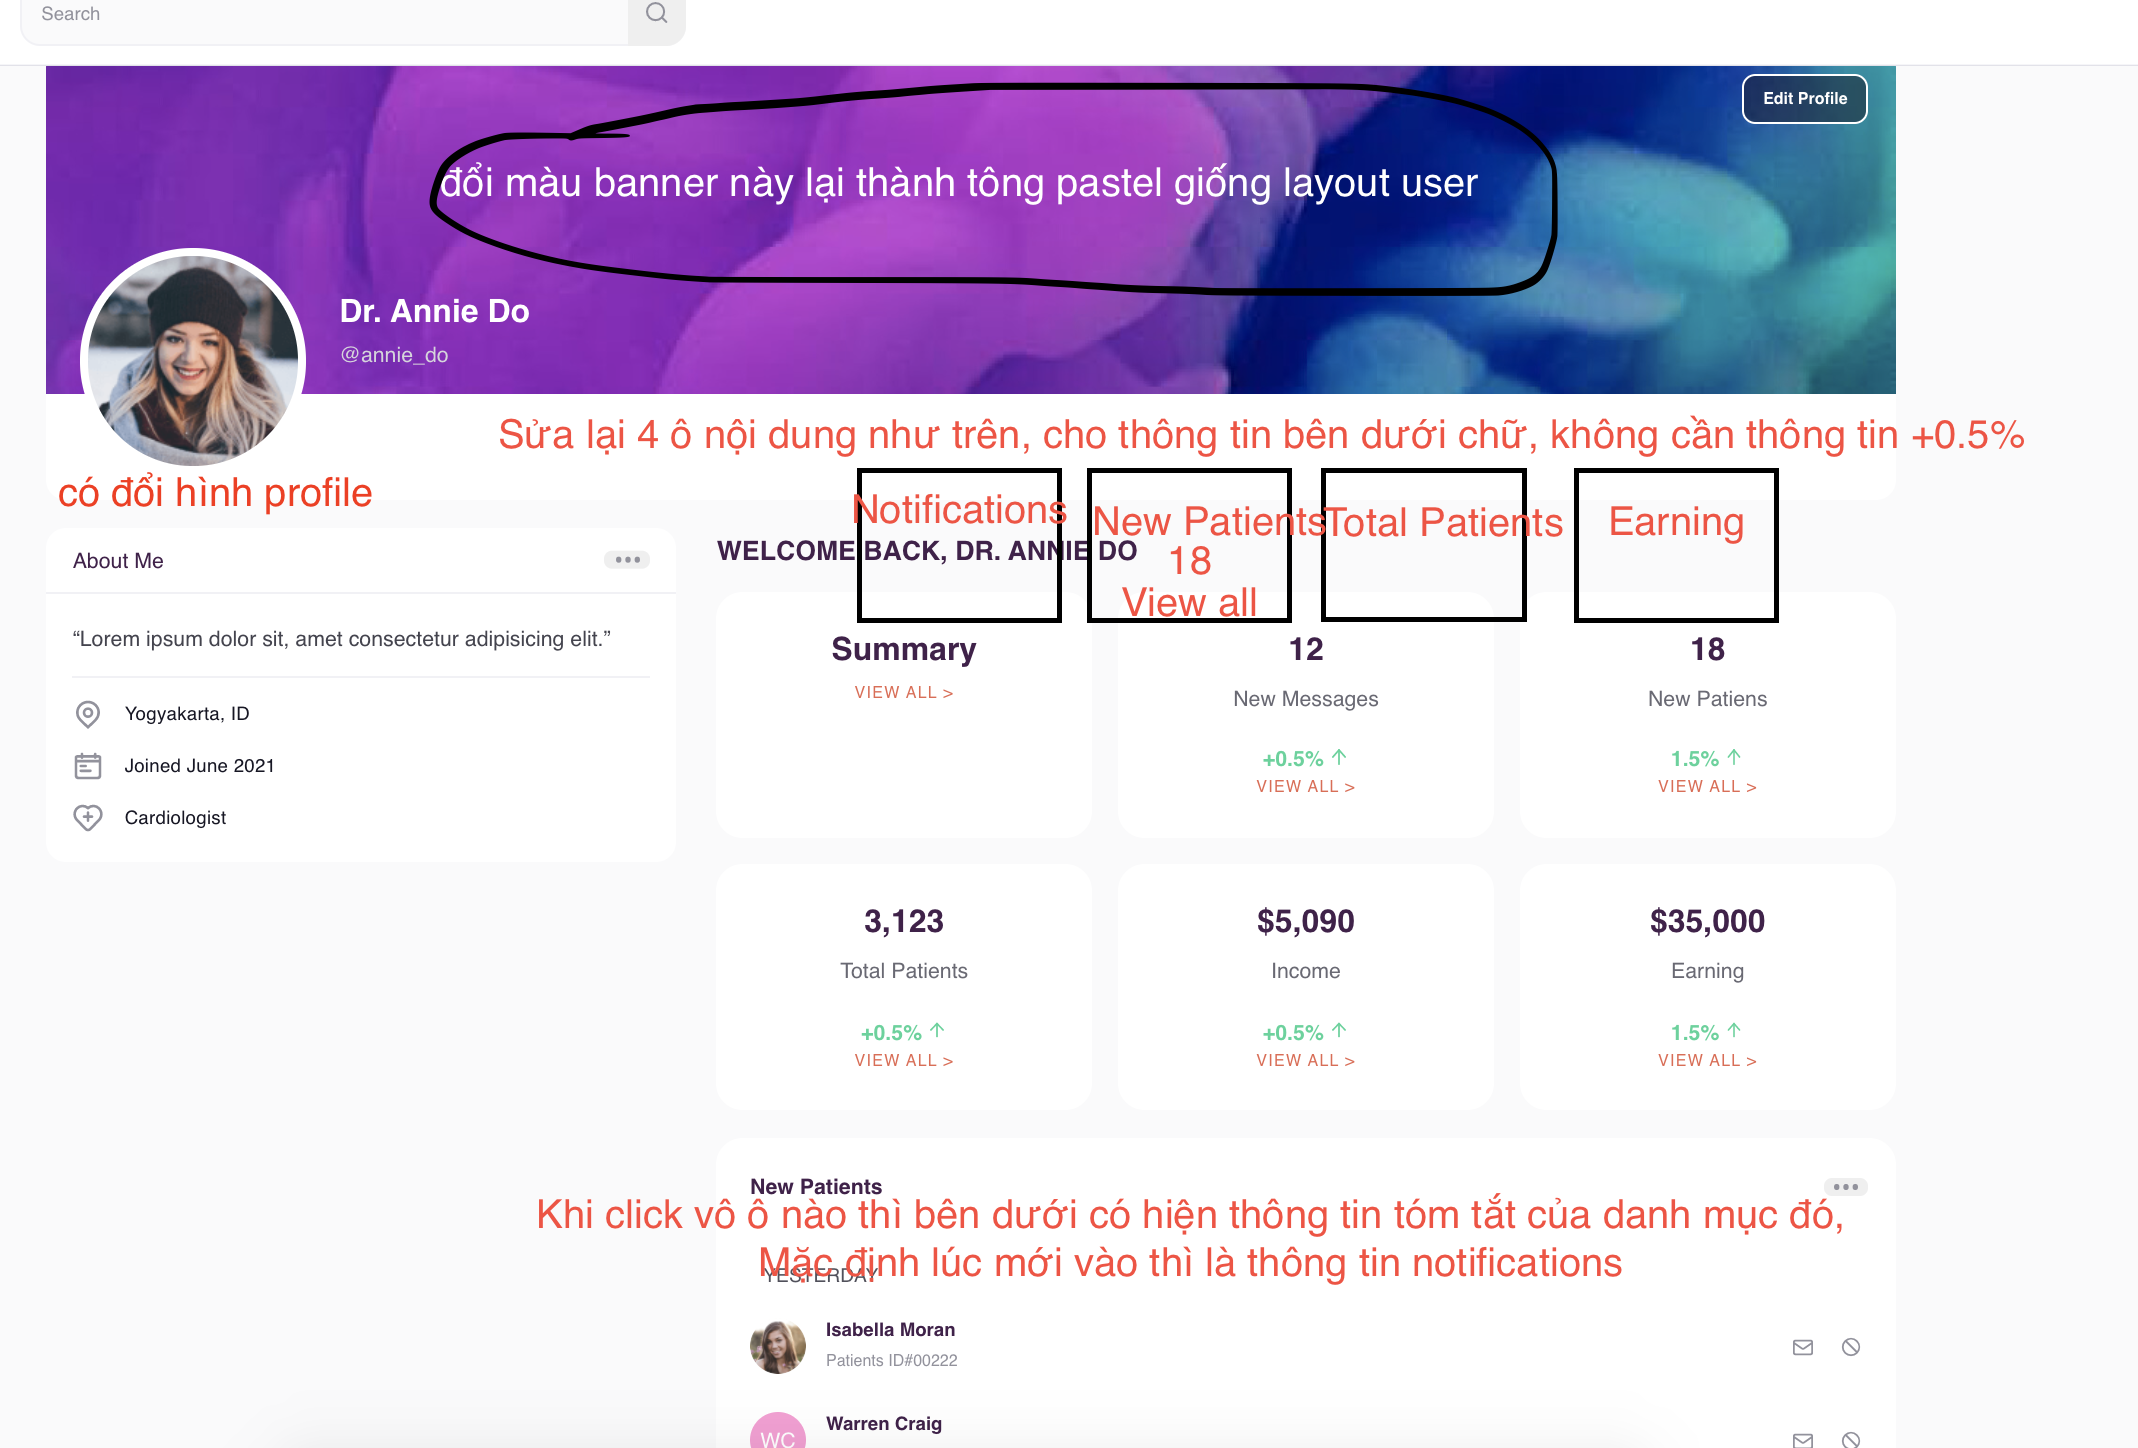 Search
Edit Profile
đổi màu banner này lại thành tông pastel giống layout user
Dr. Annie Do
@annie_do
Sửa lại 4 ô nội dung như trên, cho thông tin bên dưới chữ, không cần thông tin +0.5%
có đổi hình profile
Notifications
New Patients
18
View all
Total Patients
Earning
About Me
“Lorem ipsum dolor sit, amet consectetur adipisicing elit.”
Yogyakarta, ID
Joined June 2021
Cardiologist
WELCOME BACK, DR. ANNIE DO
Summary
VIEW ALL >
12
New Messages
+0.5% ↑
VIEW ALL >
18
New Patiens
1.5% ↑
VIEW ALL >
3,123
Total Patients
+0.5% ↑
VIEW ALL >
$5,090
Income
+0.5% ↑
VIEW ALL >
$35,000
Earning
1.5% ↑
VIEW ALL >
New Patients
Khi click vô ô nào thì bên dưới có hiện thông tin tóm tắt của danh mục đó,
Mặc định lúc mới vào thì là thông tin notifications
YESTERDAY
Isabella Moran
Patients ID#00222
WC
Warren Craig